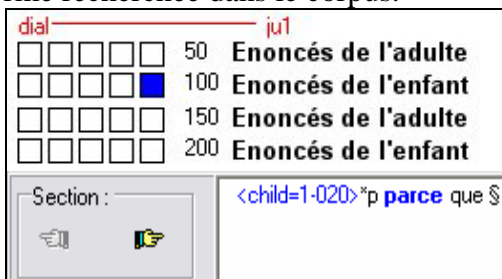 dial ju1
50 Enoncés de l'adulte
100 Enoncés de l'enfant
150 Enoncés de l'adulte
200 Enoncés de l'enfant
Section :
<child=1-020>*p parce que §